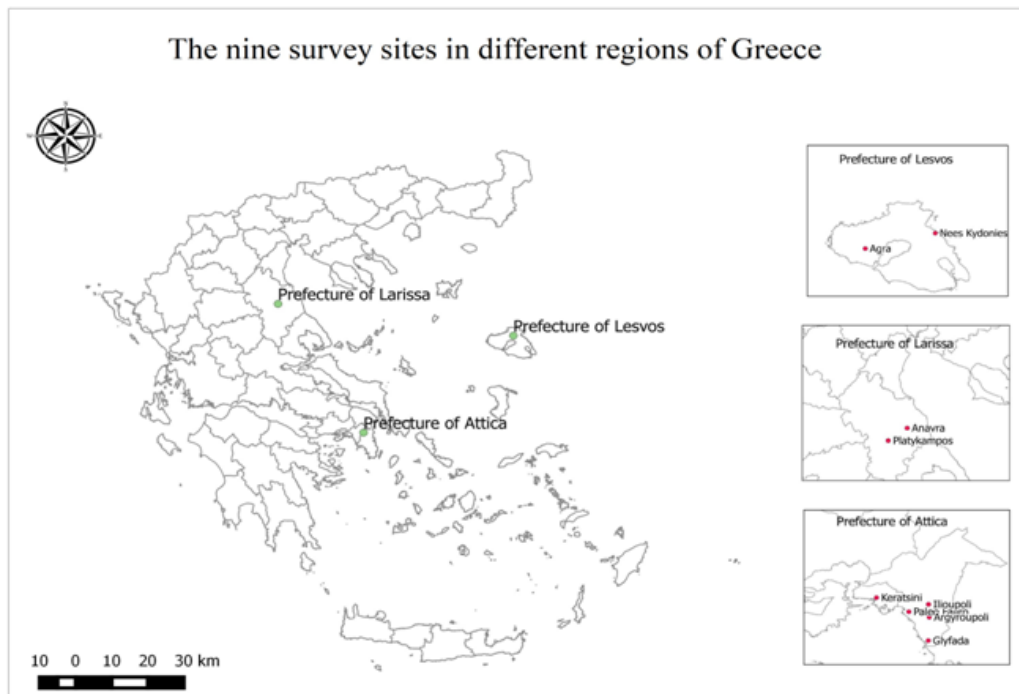 The nine survey sites in different regions of Greece
Prefecture of Larissa
Prefecture of Lesvos
Prefecture of Attica
10 0 10 20 30 km
Prefecture of Lesvos
Nees Kydonies
Agra
Prefecture of Larissa
Anavra
Platykampos
Prefecture of Attica
Keratsini
Ilioupoli
Paleo Faliro
Argyroupoli
Glyfada